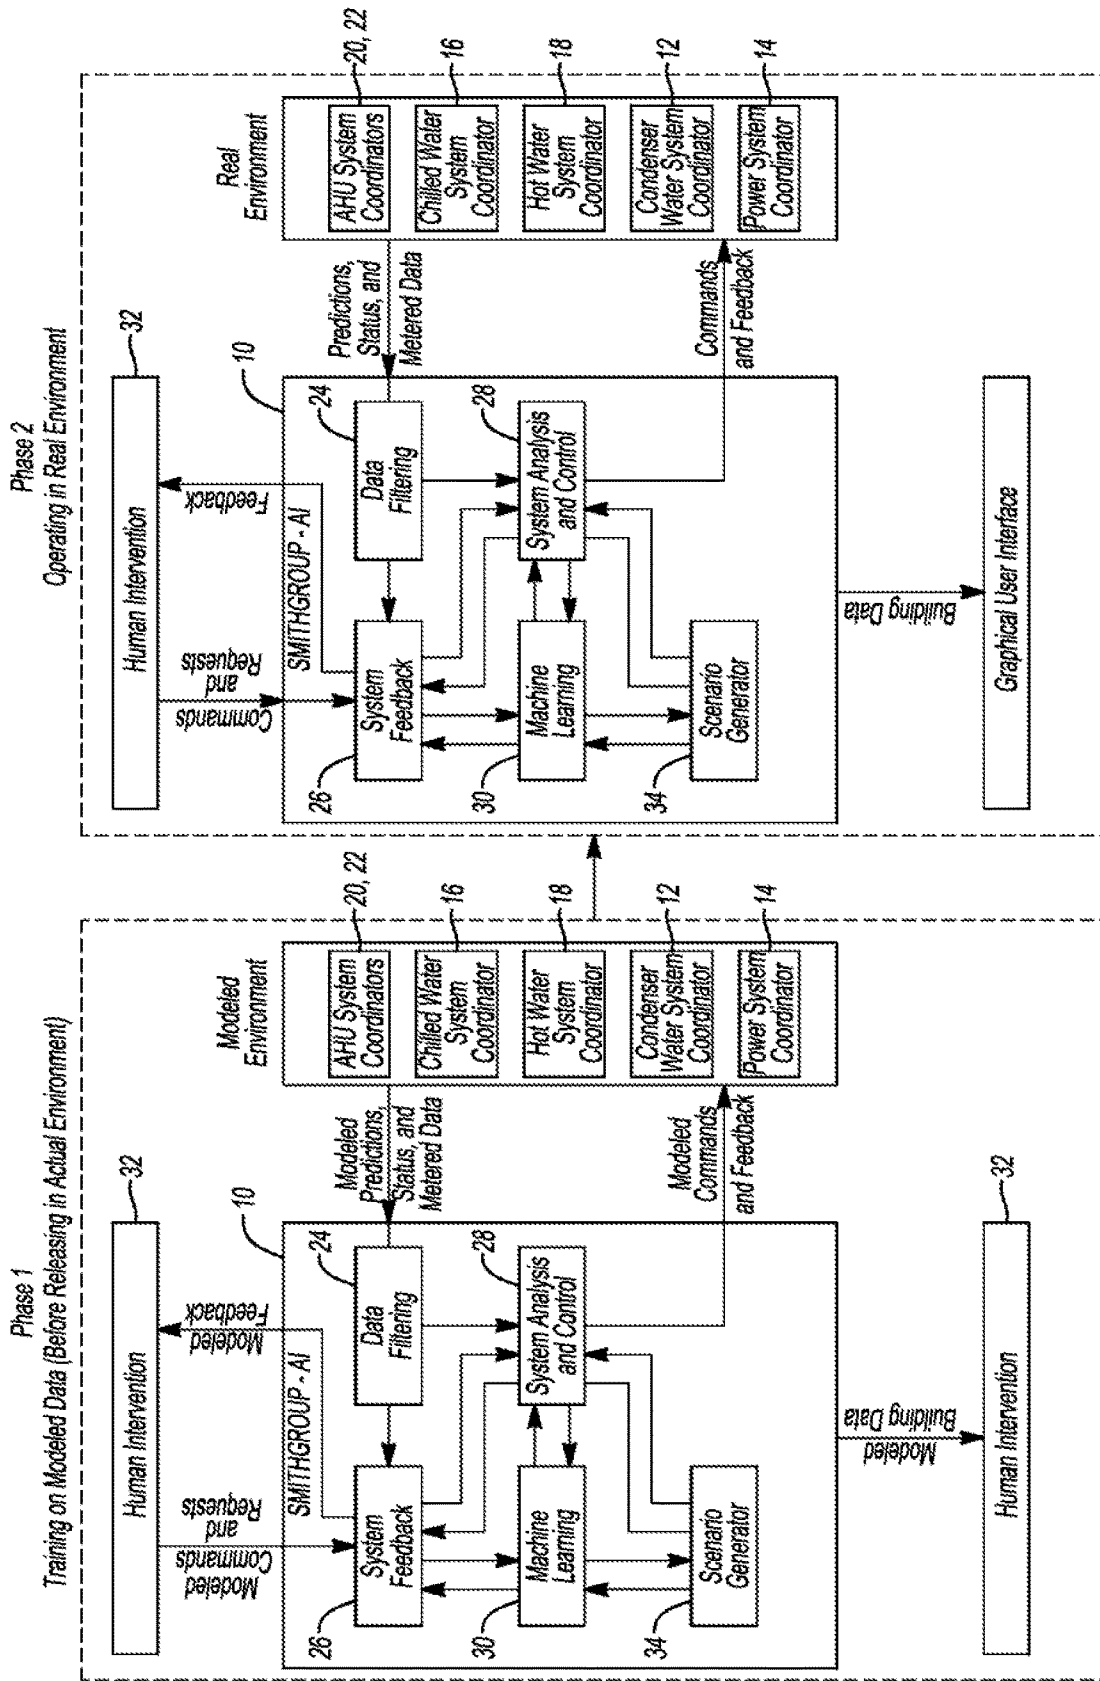 Phase 1
Training on Modeled Data (Before Releasing in Actual Environment)
Human Intervention
32
Modeled
Commands
and
Requests
Modeled
Feedback
10
SMITHGROUP - AI
System
Feedback
26
Data
Filtering
24
Machine
Learning
30
System Analysis
and Control
28
Scenario
Generator
34
Modeled
Predictions,
Status, and
Metered Data
Modeled
Commands
and Feedback
Modeled
Environment
AHU System
Coordinators
20, 22
Chilled Water
System
Coordinator
16
Hot Water
System
Coordinator
18
Condenser
Water System
Coordinator
12
Power System
Coordinator
14
Modeled
Building Data
Human Intervention
32
Phase 2
Operating in Real Environment
Human Intervention
32
Commands
and
Requests
Feedback
10
SMITHGROUP - AI
System
Feedback
26
Data
Filtering
24
Machine
Learning
30
System Analysis
and Control
28
Scenario
Generator
34
Predictions,
Status, and
Metered Data
Commands
and Feedback
Real
Environment
AHU System
Coordinators
20, 22
Chilled Water
System
Coordinator
16
Hot Water
System
Coordinator
18
Condenser
Water System
Coordinator
12
Power System
Coordinator
14
Building Data
Graphical User Interface